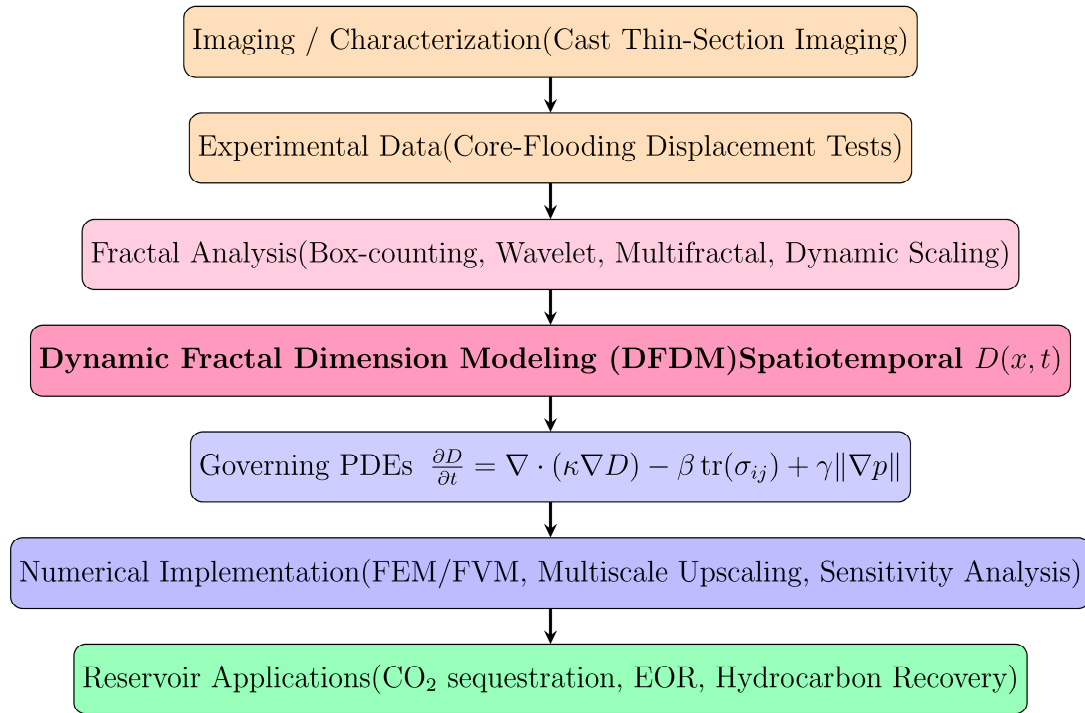 Imaging / Characterization(Cast Thin-Section Imaging)
Experimental Data(Core-Flooding Displacement Tests)
Fractal Analysis(Box-counting, Wavelet, Multifractal, Dynamic Scaling)
Dynamic Fractal Dimension Modeling (DFDM)Spatiotemporal D(x, t)
Governing PDEs ∂D/∂t = ∇ · (κ∇D) − β tr(σᵢⱼ) + γ‖∇p‖
Numerical Implementation(FEM/FVM, Multiscale Upscaling, Sensitivity Analysis)
Reservoir Applications(CO₂ sequestration, EOR, Hydrocarbon Recovery)